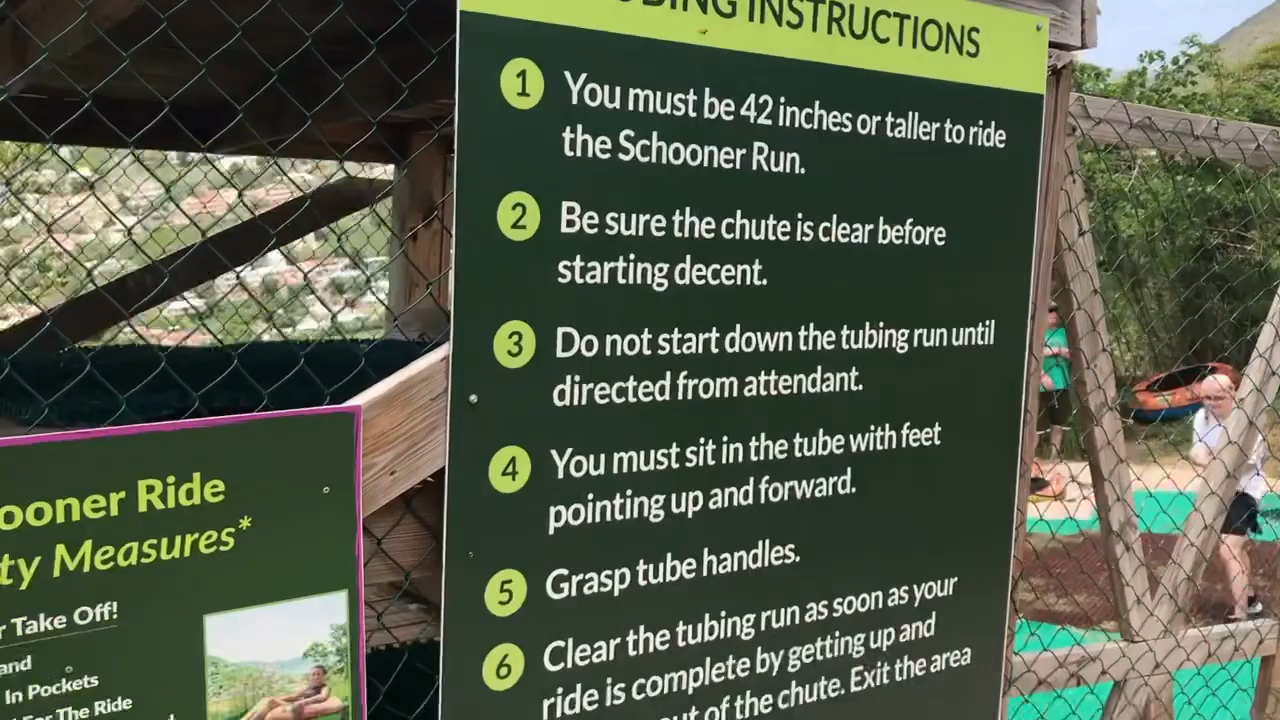 INSTRUCTIONS
1 You must be 42 inches or taller to ride
the Schooner Run.
2 Be sure the chute is clear before
starting decent.
3 Do not start down the tubing run until
directed from attendant.
4 You must sit in the tube with feet
pointing up and forward.
5 Grasp tube handles.
6 Clear the tubing run as soon as your
ride is complete by getting up and
out of the chute. Exit the area
ooner Ride
ty Measures*
r Take Off!
and
In Pockets
For The Ride